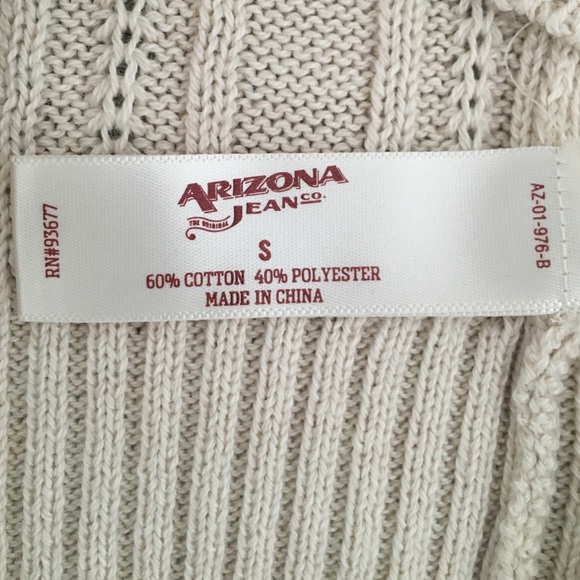 RN#93677
ARIZONA
THE ORIGINAL JEAN CO.
S
60% COTTON 40% POLYESTER
MADE IN CHINA
AZ-01-976-B